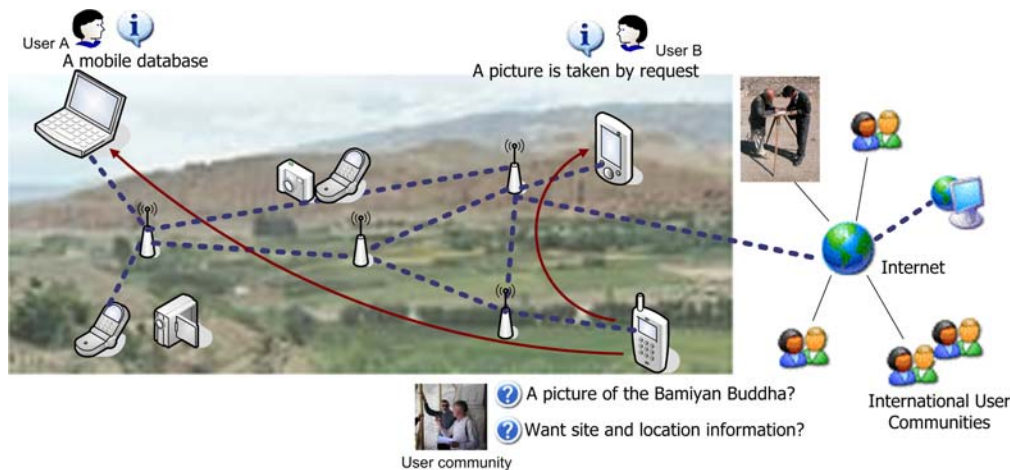 User A
A mobile database
User B
A picture is taken by request
Internet
A picture of the Bamiyan Buddha?
Want site and location information?
User community
International User
Communities